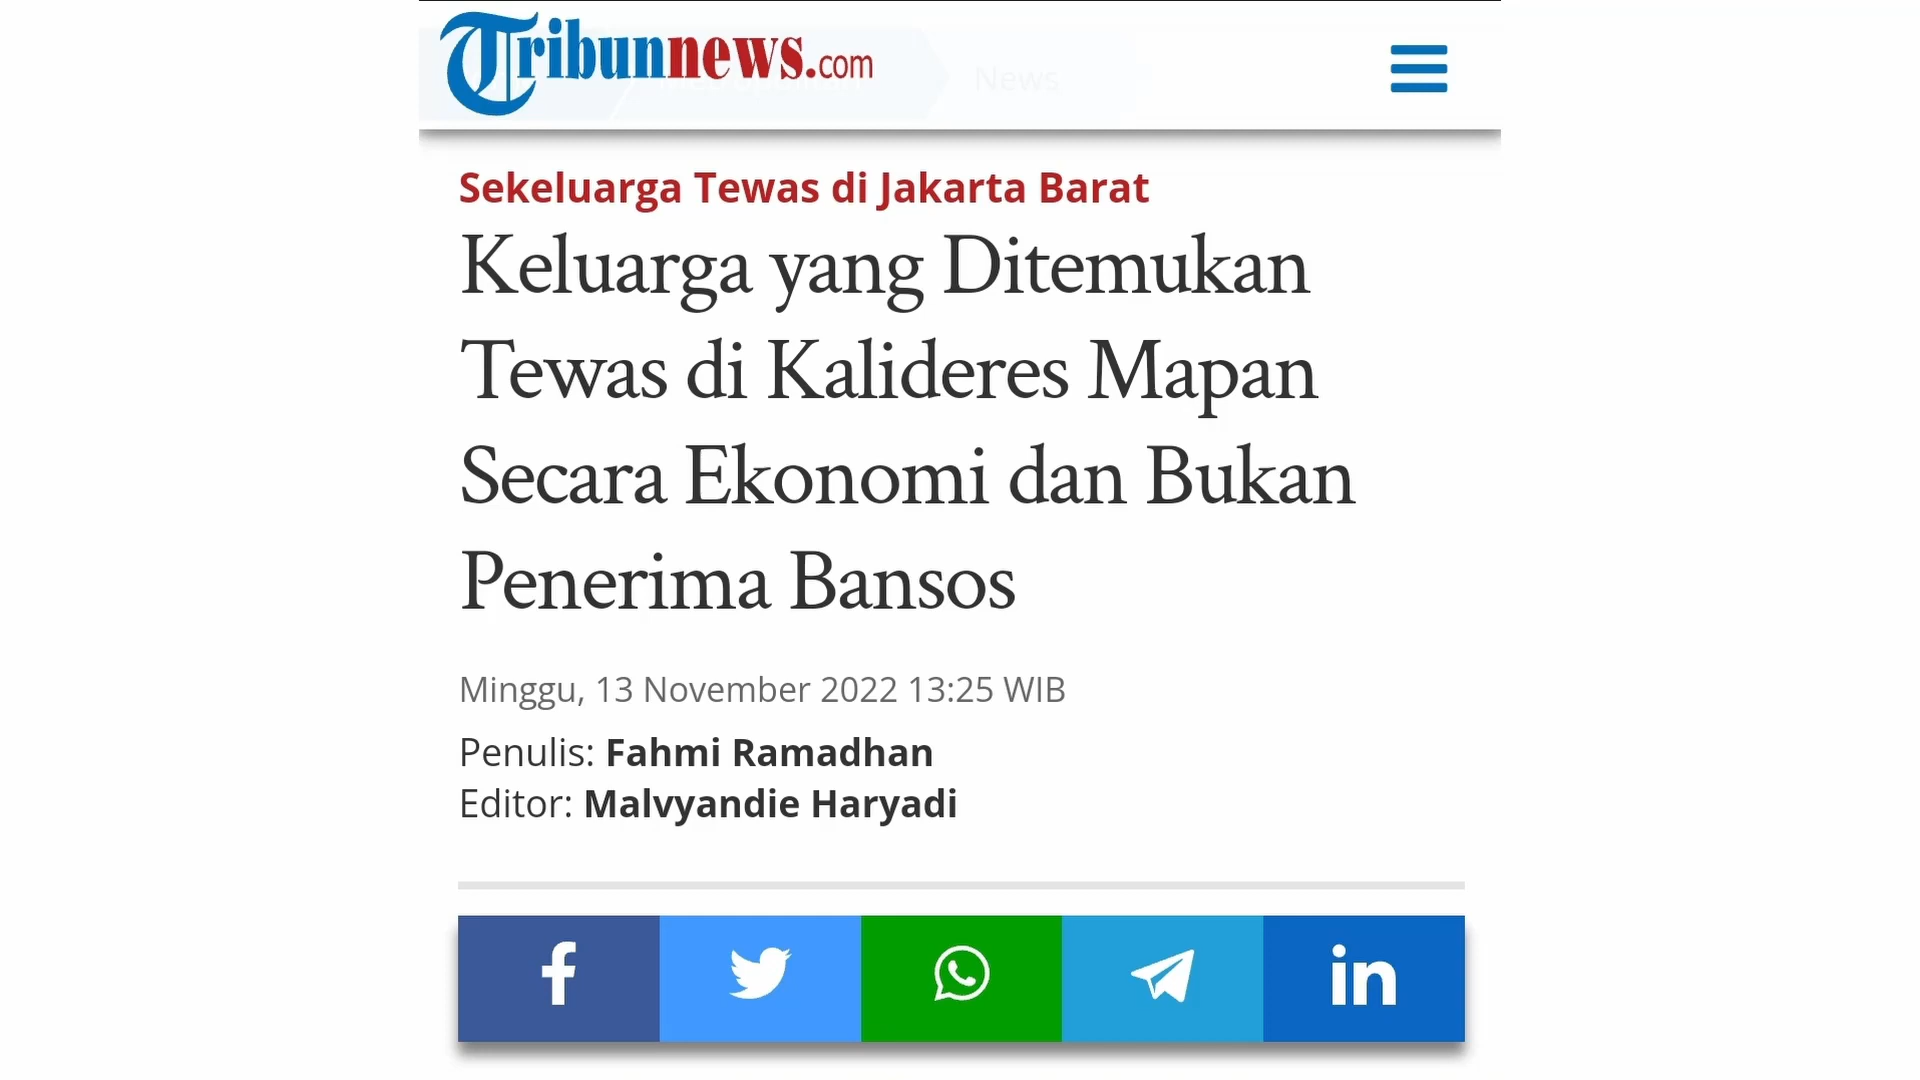 Tribunnews.com
News
Sekeluarga Tewas di Jakarta Barat
Keluarga yang Ditemukan
Tewas di Kalideres Mapan
Secara Ekonomi dan Bukan
Penerima Bansos
Minggu, 13 November 2022 13:25 WIB
Penulis: Fahmi Ramadhan
Editor: Malvyandie Haryadi